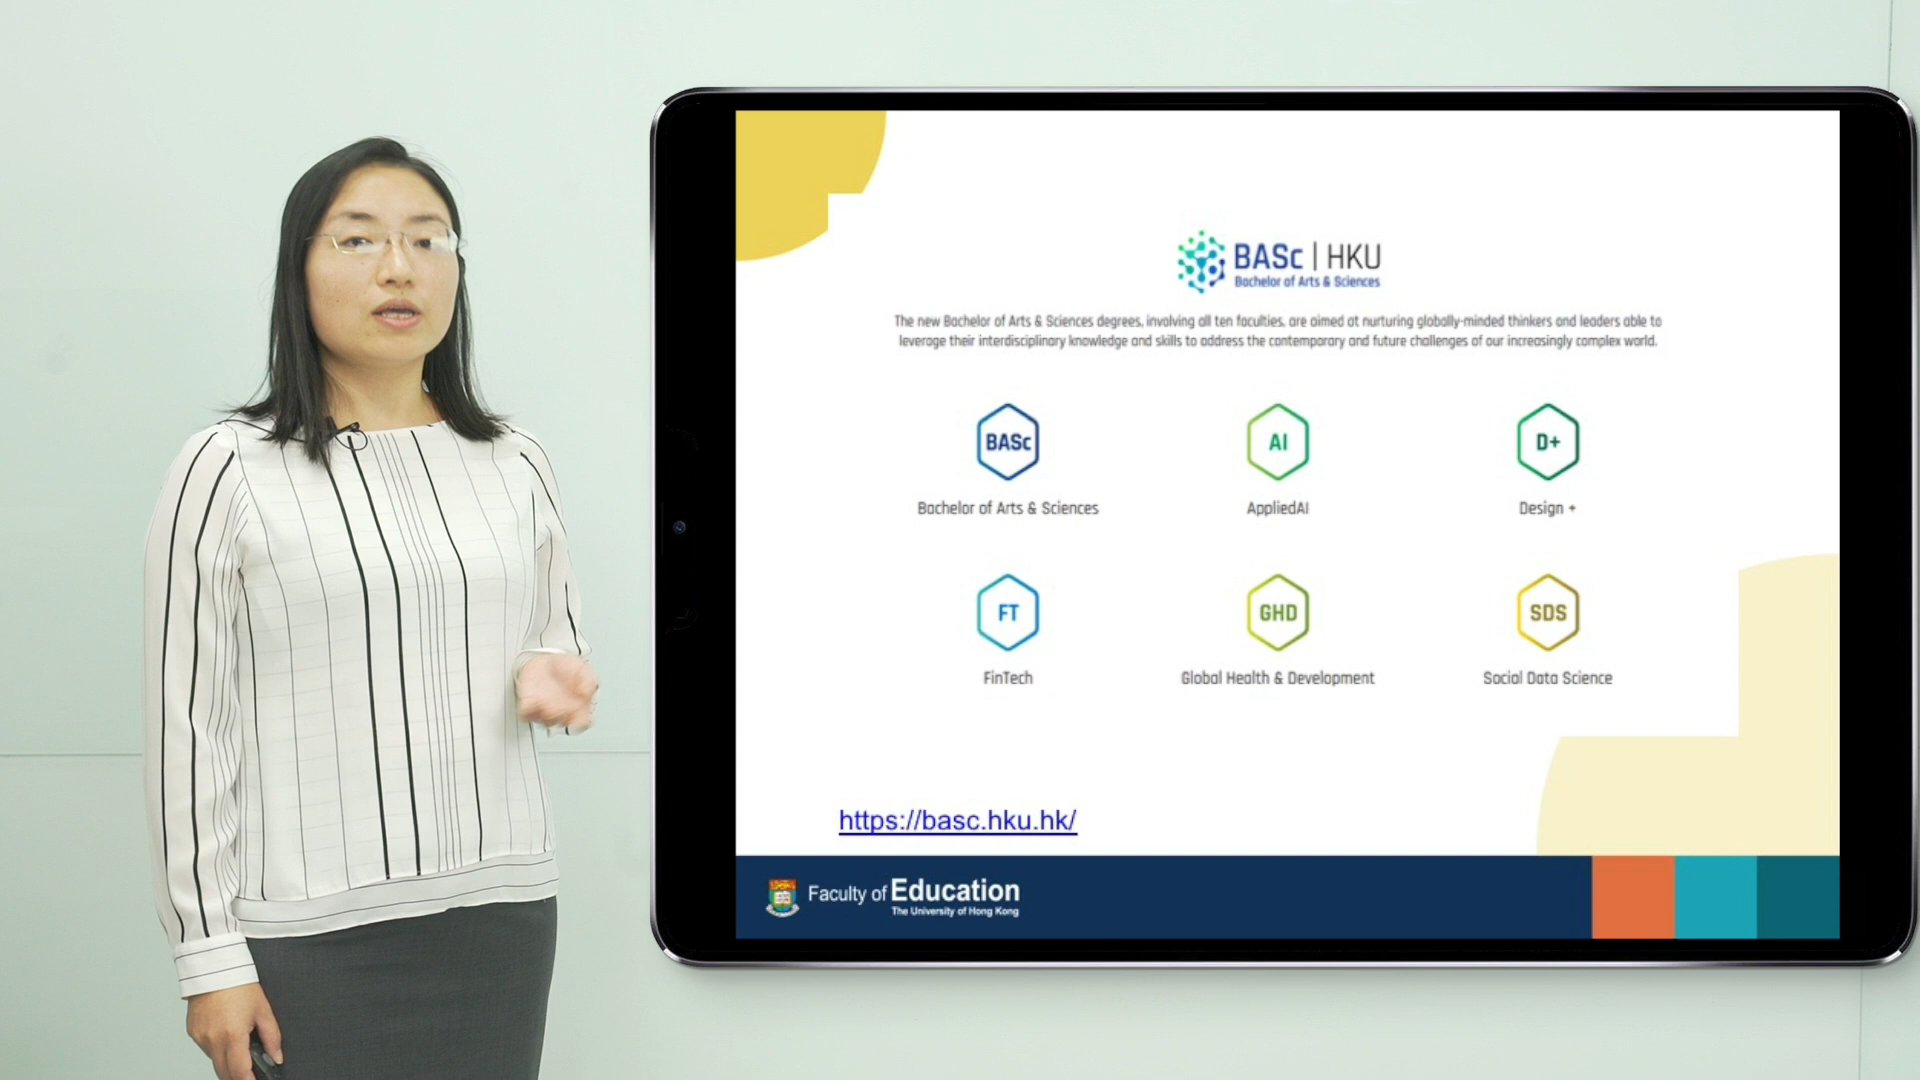 BASc | HKU
Bachelor of Arts & Sciences
The new Bachelor of Arts & Sciences degrees, involving all ten faculties, are aimed at nurturing globally-minded thinkers and leaders able to
leverage their interdisciplinary knowledge and skills to address the contemporary and future challenges of our increasingly complex world.
BASc
AI
D+
Bachelor of Arts & Sciences
AppliedAI
Design +
FT
GHD
SDS
FinTech
Global Health & Development
Social Data Science
https://basc.hku.hk/
Faculty of Education
The University of Hong Kong